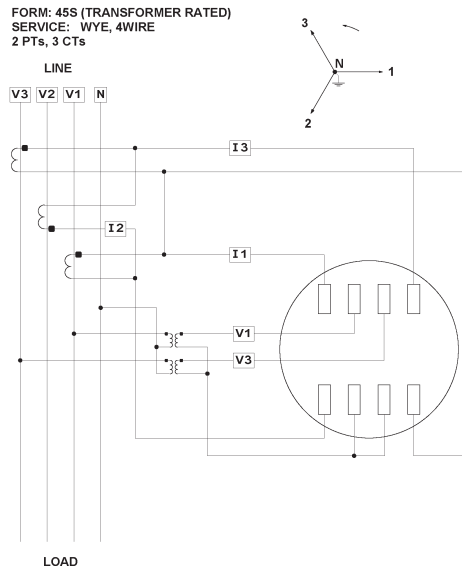 FORM: 45S (TRANSFORMER RATED)
SERVICE: WYE, 4WIRE
2 PTs, 3 CTs
3
N
1
2
LINE
V3 V2 V1 N
I3
I2
I1
V1
V3
LOAD